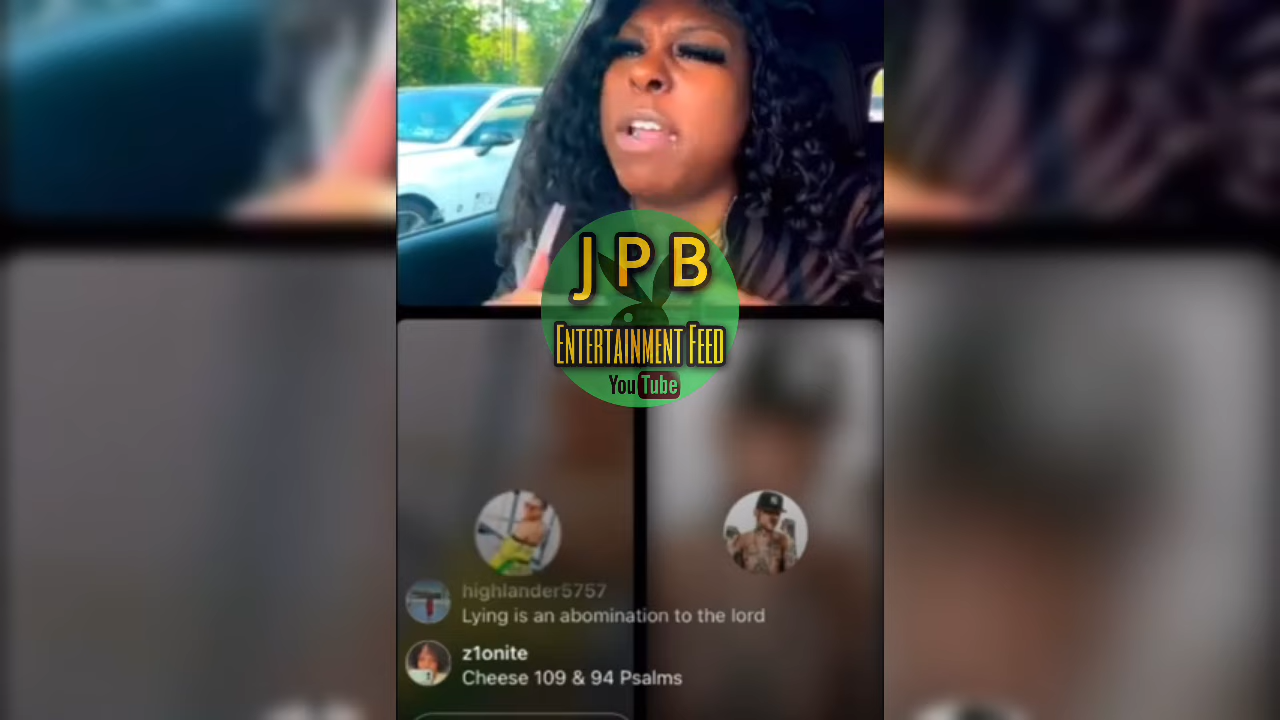 J P B
ENTERTAINMENT FEED
YouTube
highlander5757
Lying is an abomination to the lord
z1onite
Cheese 109 & 94 Psalms